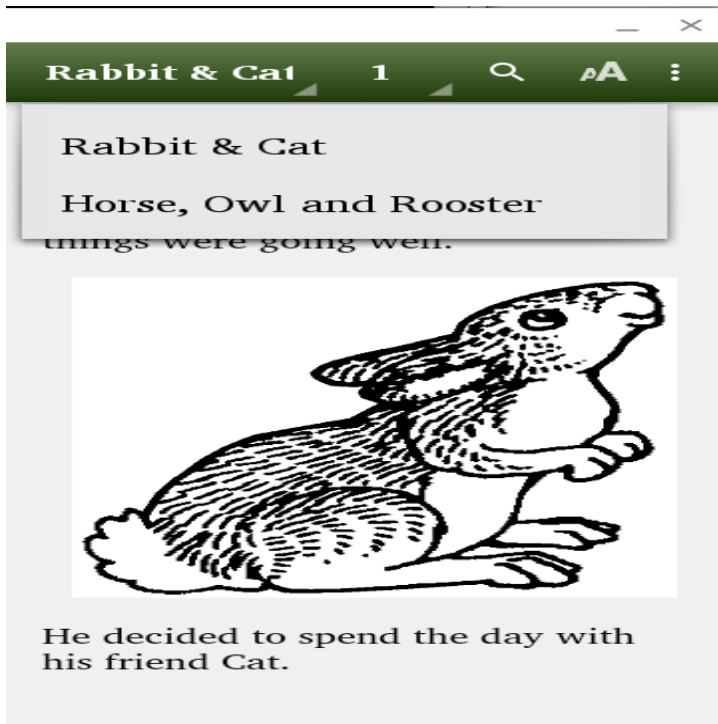 Rabbit & Cat 1
Rabbit & Cat
Horse, Owl and Rooster
things were going well.
He decided to spend the day with
his friend Cat.